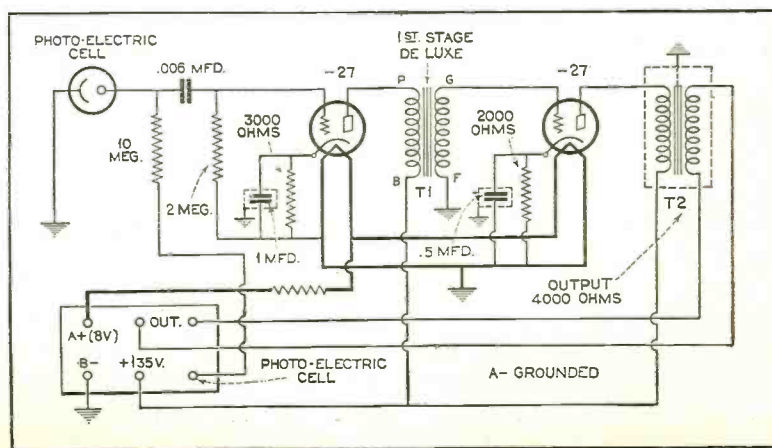 PHOTO-ELECTRIC
CELL
.006 MFD.
-27
1ST. STAGE
DE LUXE
P
G
-27
10
MEG.
3000
OHMS
2000
OHMS
2 MEG.
B
F
T1
T2
1 MFD.
.5 MFD.
OUTPUT
4000 OHMS
A+(8V)
OUT.
B-
+135V.
PHOTO-ELECTRIC
CELL
A- GROUNDED